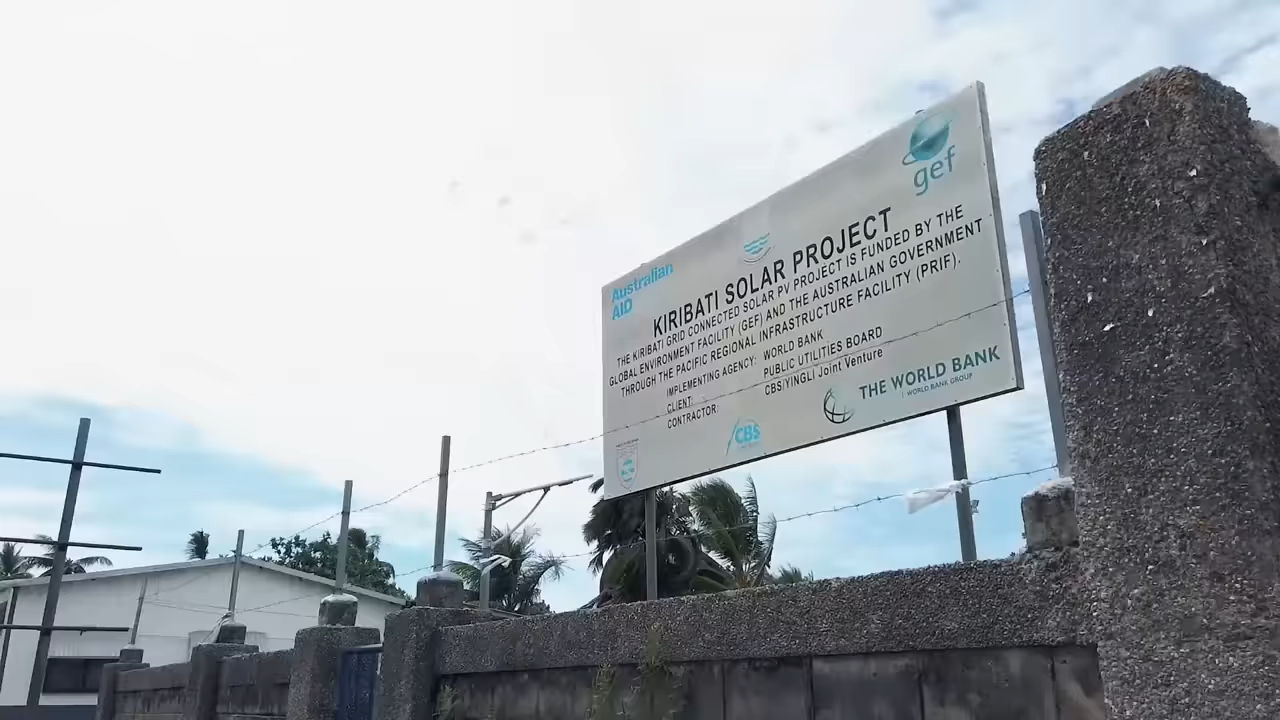 Australian
AID
gef
KIRIBATI SOLAR PROJECT
THE KIRIBATI GRID CONNECTED SOLAR PV PROJECT IS FUNDED BY THE
GLOBAL ENVIRONMENT FACILITY (GEF) AND THE AUSTRALIAN GOVERNMENT
THROUGH THE PACIFIC REGIONAL INFRASTRUCTURE FACILITY (PRIF).
IMPLEMENTING AGENCY: WORLD BANK
CLIENT: PUBLIC UTILITIES BOARD
CONTRACTOR: CBS/YINGLI Joint Venture
CBS
THE WORLD BANK
WORLD BANK GROUP